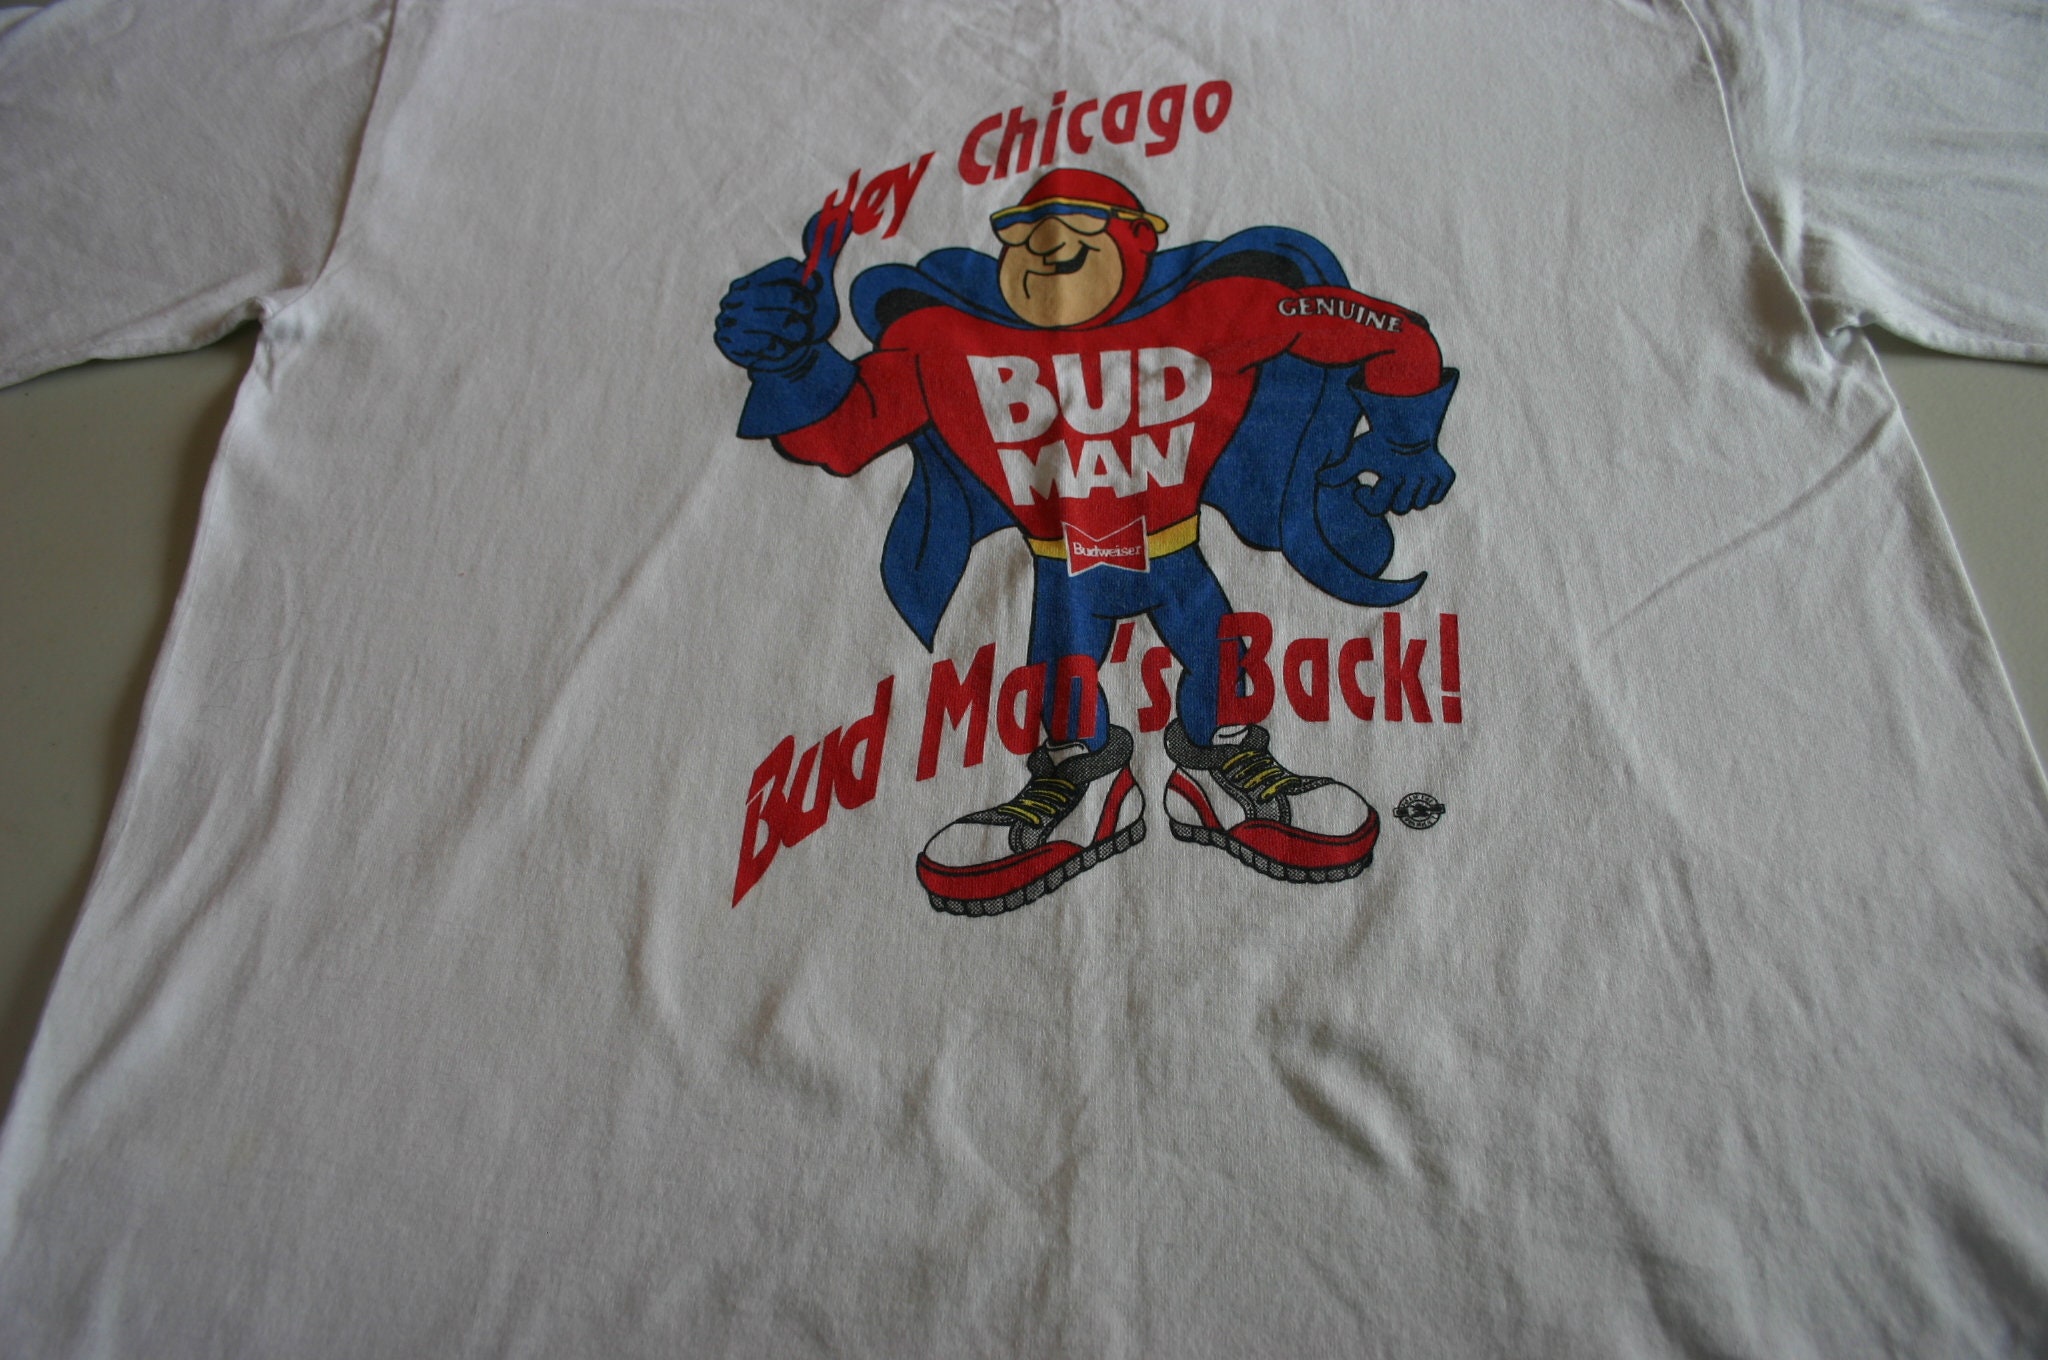 Hey Chicago
GENUINE
BUD
MAN
Budweiser
Bud Man's Back!